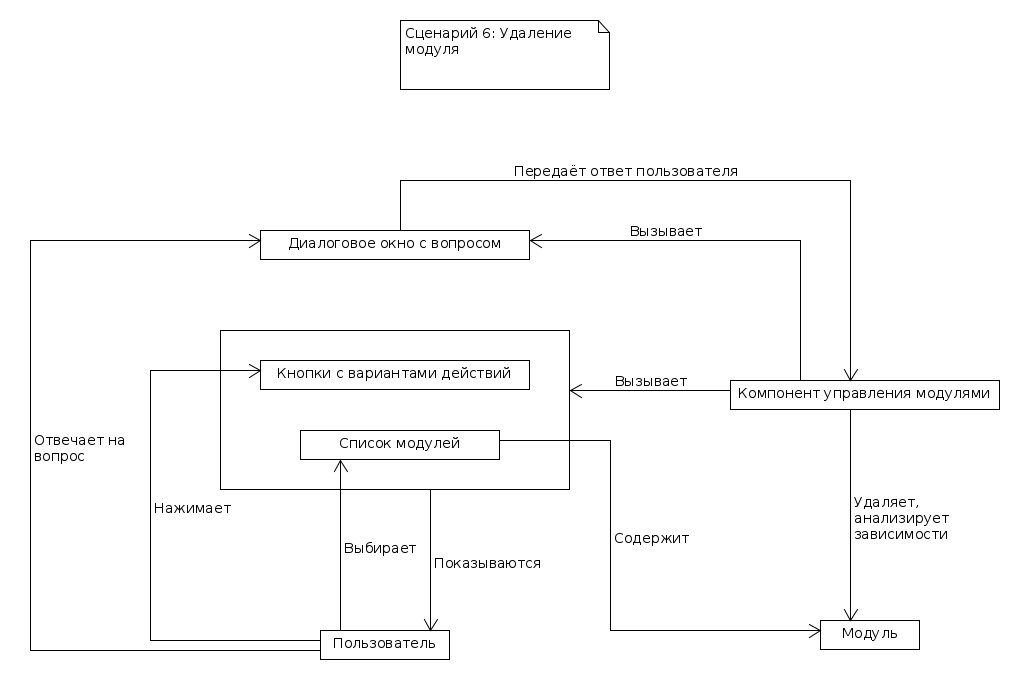 Сценарий 6: Удаление
модуля
Передаёт ответ пользователя
Вызывает
Диалоговое окно с вопросом
Кнопки с вариантами действий
Вызывает
Компонент управления модулями
Список модулей
Отвечает на
вопрос
Нажимает
Выбирает
Показываются
Содержит
Удаляет,
анализирует
зависимости
Пользователь
Модуль